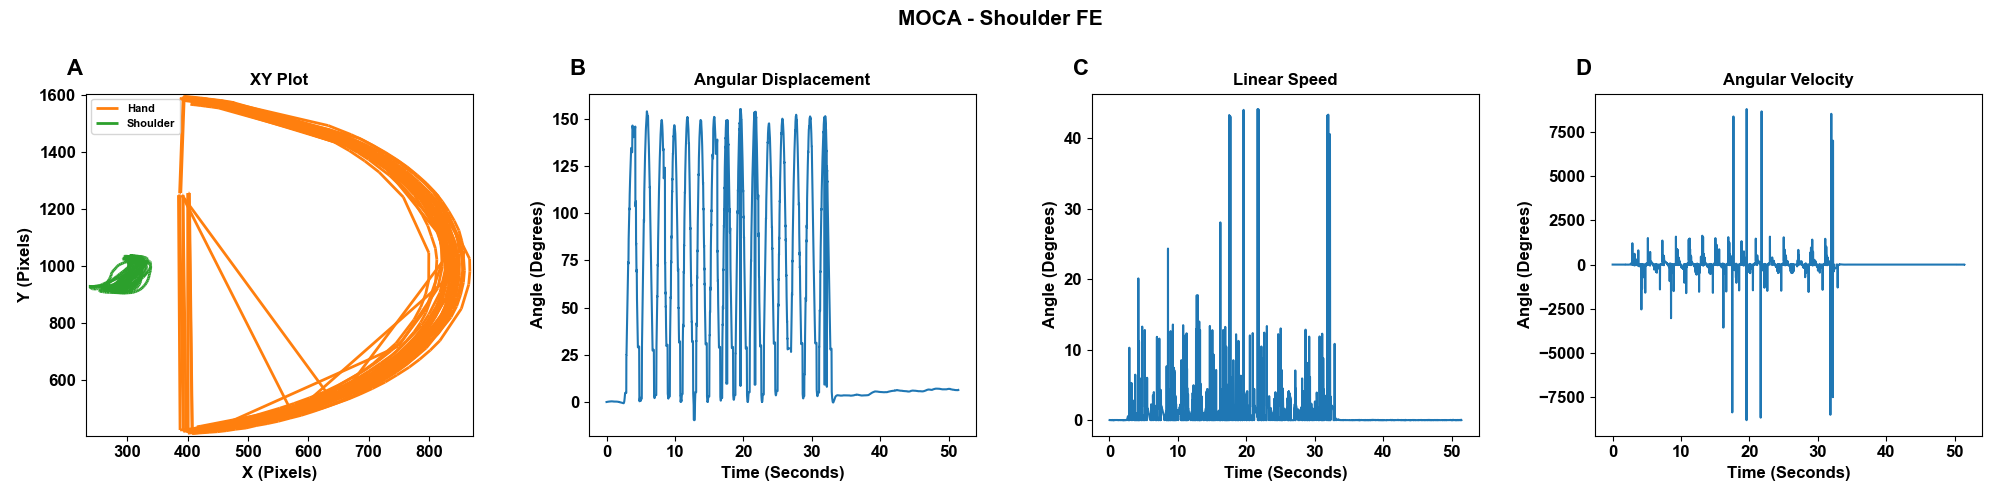 MOCA - Shoulder FE
A
XY Plot
Hand
Shoulder
Y (Pixels)
1600
1400
1200
1000
800
600
300 400 500 600 700 800
X (Pixels)
B
Angular Displacement
Angle (Degrees)
150
125
100
75
50
25
0
0 10 20 30 40 50
Time (Seconds)
C
Linear Speed
Angle (Degrees)
40
30
20
10
0
0 10 20 30 40 50
Time (Seconds)
D
Angular Velocity
Angle (Degrees)
7500
5000
2500
0
−2500
−5000
−7500
0 10 20 30 40 50
Time (Seconds)